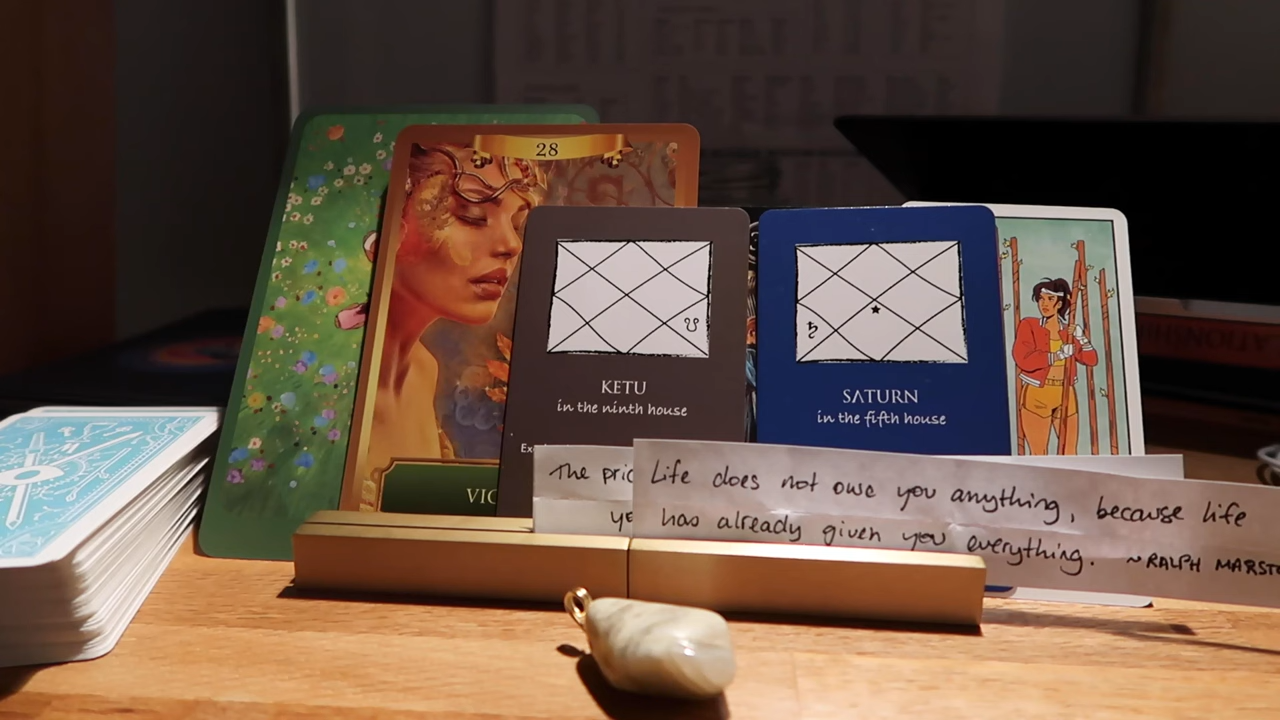 28
KETU
in the ninth house
SATURN
in the fifth house
The
Life does not owe you anything, because life
has already given you everything. ~RALPH